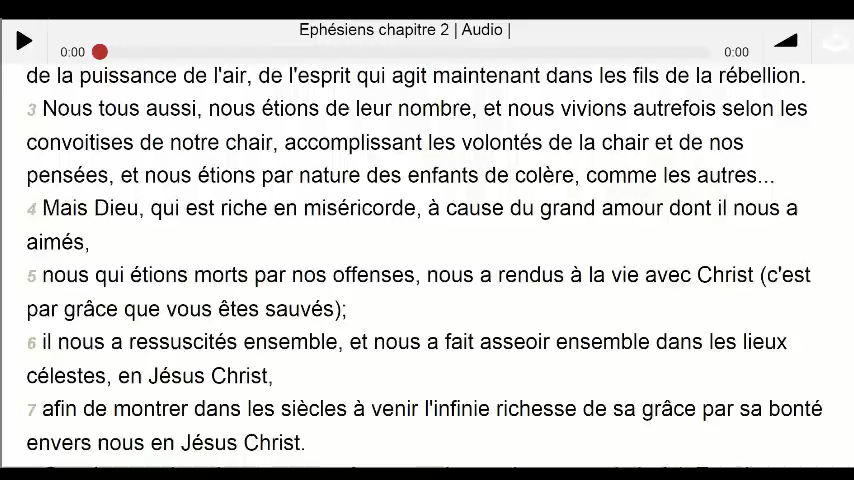 Ephésiens chapitre 2 | Audio |
0:00 0:00
de la puissance de l'air, de l'esprit qui agit maintenant dans les fils de la rébellion.
3 Nous tous aussi, nous étions de leur nombre, et nous vivions autrefois selon les
convoitises de notre chair, accomplissant les volontés de la chair et de nos
pensées, et nous étions par nature des enfants de colère, comme les autres...
4 Mais Dieu, qui est riche en miséricorde, à cause du grand amour dont il nous a
aimés,
5 nous qui étions morts par nos offenses, nous a rendus à la vie avec Christ (c'est
par grâce que vous êtes sauvés);
6 il nous a ressuscités ensemble, et nous a fait asseoir ensemble dans les lieux
célestes, en Jésus Christ,
7 afin de montrer dans les siècles à venir l'infinie richesse de sa grâce par sa bonté
envers nous en Jésus Christ.